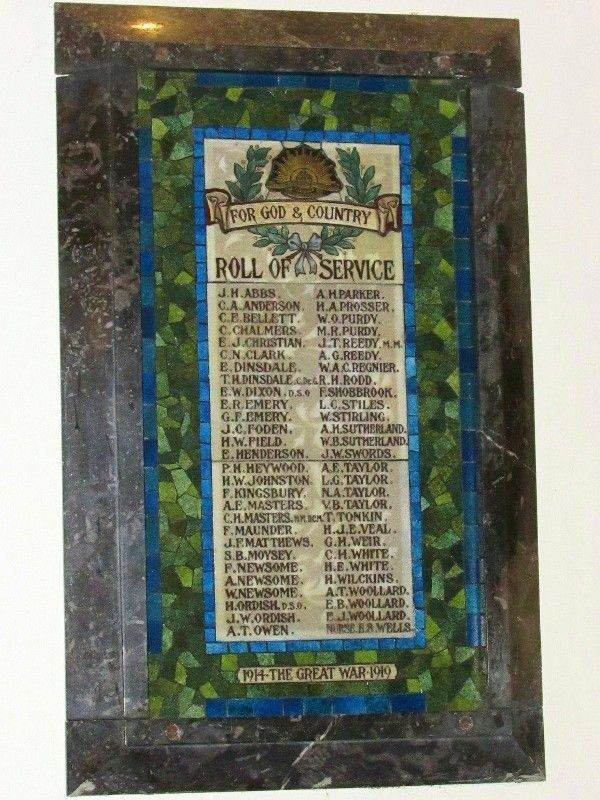 FOR GOD & COUNTRY
ROLL OF SERVICE
J.H. ABBS.
C.A. ANDERSON.
C.E. BELLETT.
C. CHALMERS.
E.J. CHRISTIAN.
C.N. CLARK.
E. DINSDALE.
T.H. DINSDALE.
E.W. DIXON. D.S.O
E.R. EMERY.
G.F. EMERY.
J.C. FODEN.
H.W. FIELD.
E. HENDERSON.
P.H. HEYWOOD.
H.W. JOHNSTON.
F. KINGSBURY.
A.E. MASTERS.
C.H. MASTERS. M.M. DCM.
F. MAUNDER.
J.F. MATTHEWS.
S.B. MOYSEY.
F. NEWSOME.
A. NEWSOME.
W. NEWSOME.
H. ORDISH. D.S.O.
J.W. ORDISH.
A.T. OWEN.
A.H. PARKER.
H.A. PROSSER.
W.O. PURDY.
M.R. PURDY.
J.T. REEDY. M.M.
A.G. REEDY.
W.A.C. REGNIER.
R.H. RODD.
F. SHOBBROOK.
L.C. STILES.
W. STIRLING.
A.H. SUTHERLAND.
W.B. SUTHERLAND.
J.W. SWORDS.
A.E. TAYLOR.
L.G. TAYLOR.
N.A. TAYLOR.
V.B. TAYLOR.
T. TONKIN.
H.J.E. VEAL.
G.H. WEIR.
C.H. WHITE.
H.E. WHITE.
H. WILCKINS.
A.T. WOOLLARD.
E.B. WOOLLARD.
E.J. WOOLLARD.
NURSE E.B. WELLS.
1914-THE GREAT WAR-1919